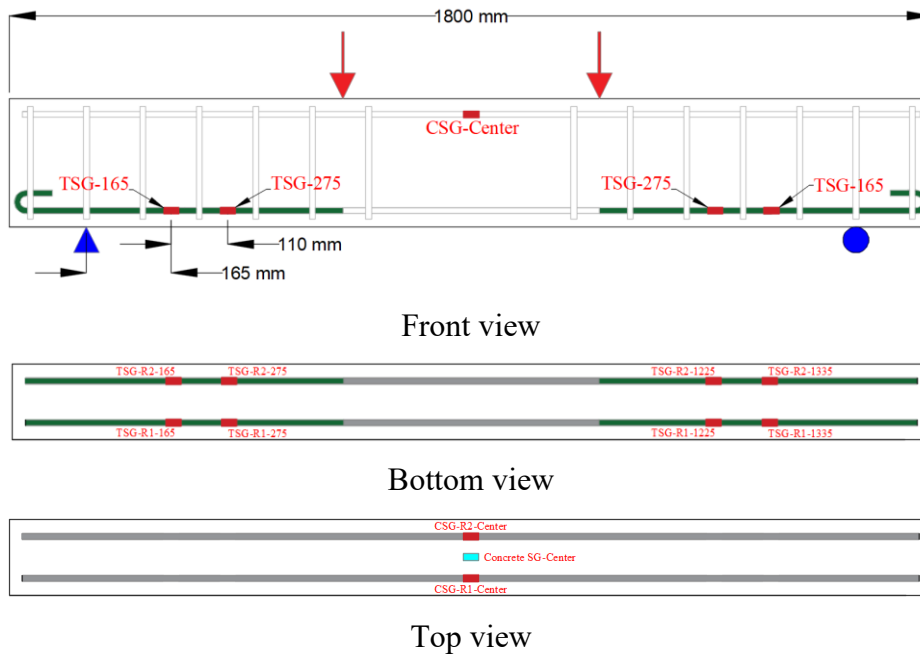 1800 mm
CSG-Center
TSG-165
TSG-275
TSG-275
TSG-165
110 mm
165 mm
Front view
TSG-R2-165
TSG-R2-275
TSG-R2-1225
TSG-R2-1335
TSG-R1-165
TSG-R1-275
TSG-R1-1225
TSG-R1-1335
Bottom view
CSG-R2-Center
Concrete SG-Center
CSG-R1-Center
Top view